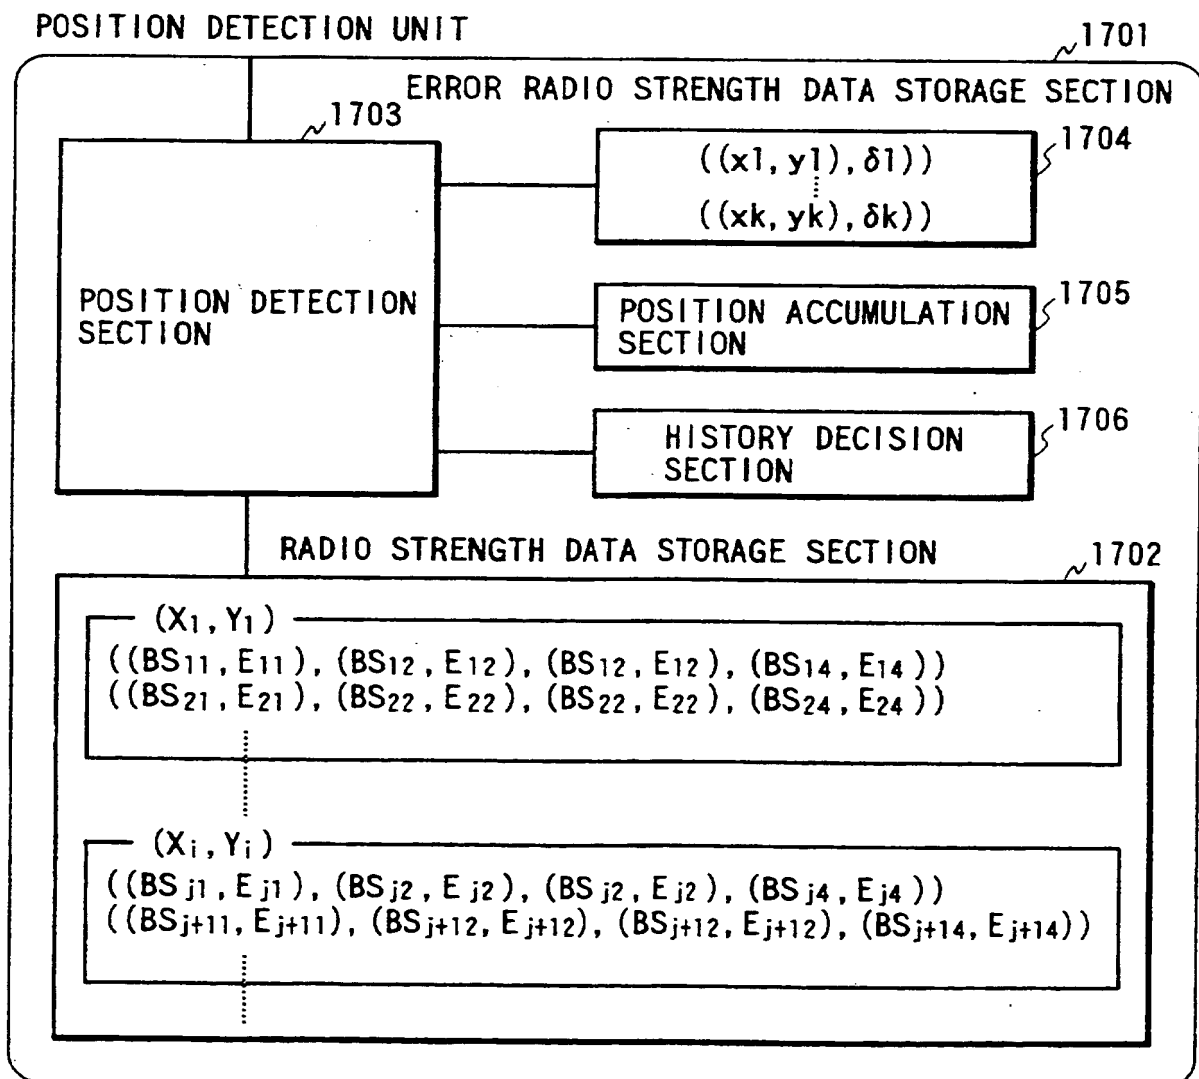 POSITION DETECTION UNIT
1701
ERROR RADIO STRENGTH DATA STORAGE SECTION
1703
1704
((x1, y1), δ1))
((xk, yk), δk))
POSITION DETECTION
SECTION
1705
POSITION ACCUMULATION
SECTION
1706
HISTORY DECISION
SECTION
RADIO STRENGTH DATA STORAGE SECTION
1702
(X1, Y1)
((BS11, E11), (BS12, E12), (BS12, E12), (BS14, E14))
((BS21, E21), (BS22, E22), (BS22, E22), (BS24, E24))
(Xi, Yi)
((BSj1, Ej1), (BSj2, Ej2), (BSj2, Ej2), (BSj4, Ej4))
((BSj+11, Ej+11), (BSj+12, Ej+12), (BSj+12, Ej+12), (BSj+14, Ej+14))